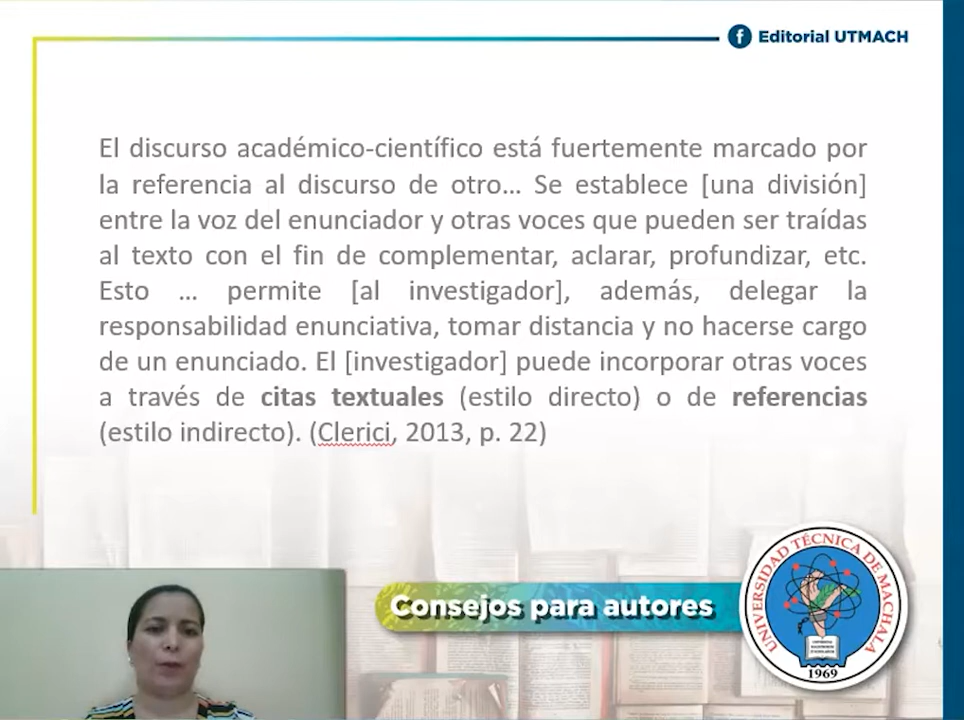 Editorial UTMACH
El discurso académico-científico está fuertemente marcado por
la referencia al discurso de otro... Se establece [una división]
entre la voz del enunciador y otras voces que pueden ser traídas
al texto con el fin de complementar, aclarar, profundizar, etc.
Esto ... permite [al investigador], además, delegar la
responsabilidad enunciativa, tomar distancia y no hacerse cargo
de un enunciado. El [investigador] puede incorporar otras voces
a través de citas textuales (estilo directo) o de referencias
(estilo indirecto). (Clerici, 2013, p. 22)
Consejos para autores
UNIVERSIDAD TÉCNICA DE MACHALA
1969